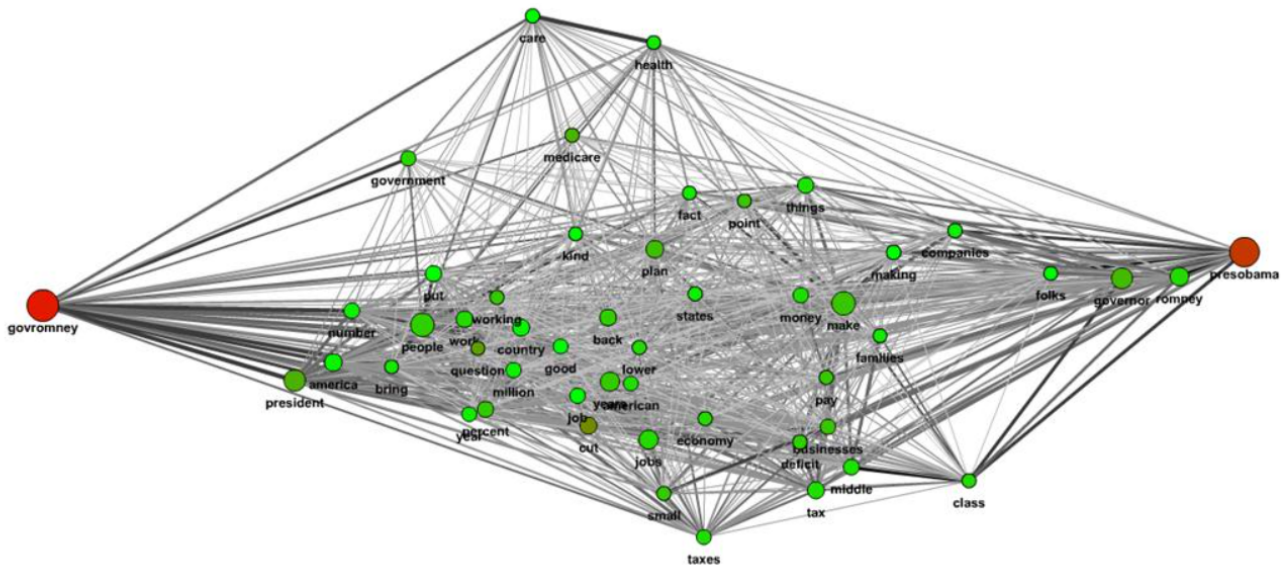 care
health
medicare
government
things
fact
point
companies
kind
plan
making
presobama
folks
governor
romney
put
states
money
make
govromney
number
working
people
work
country
back
families
question
good
lower
america
bring
million
president
pay
years
american
job
percent
year
cut
economy
businesses
jobs
deficit
middle
class
small
tax
taxes